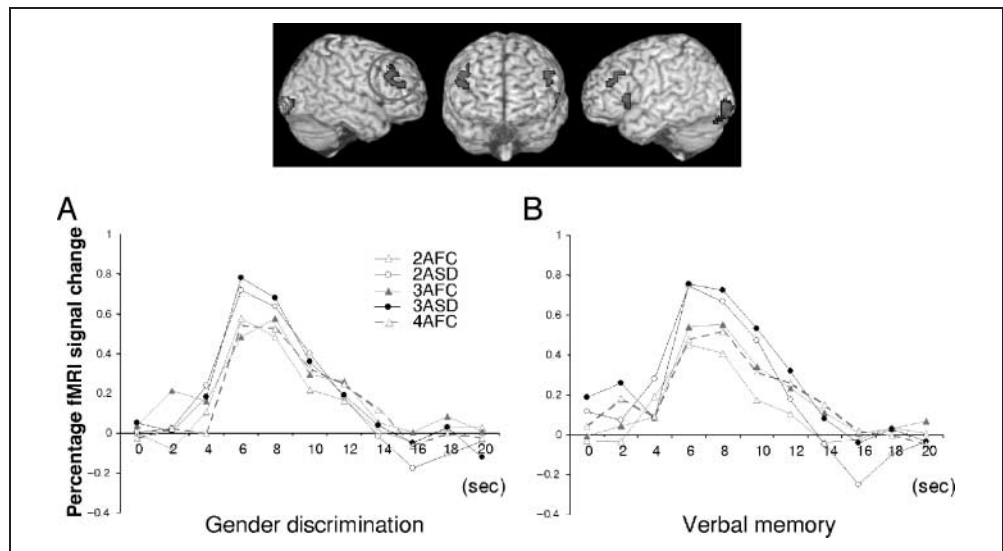 A
B
Percentage fMRI signal change
1
0.8
0.6
0.4
0.2
0
−0.2
−0.4
0 2 4 6 8 10 12 14 16 18 20
(sec)
2AFC
2ASD
3AFC
3ASD
4AFC
Gender discrimination
1
0.8
0.6
0.4
0.2
0
−0.2
−0.4
0 2 4 6 8 10 12 14 16 18 20
(sec)
Verbal memory